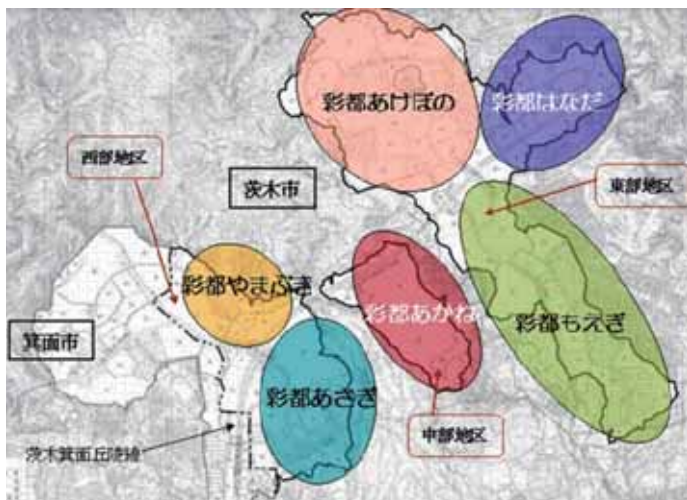 彩都あけぼの
彩都はなだ
西部地区
茨木市
東部地区
彩都やまぶき
彩都あかね
彩都もえぎ
箕面市
彩都あさぎ
中部地区
茨木箕面丘陵線